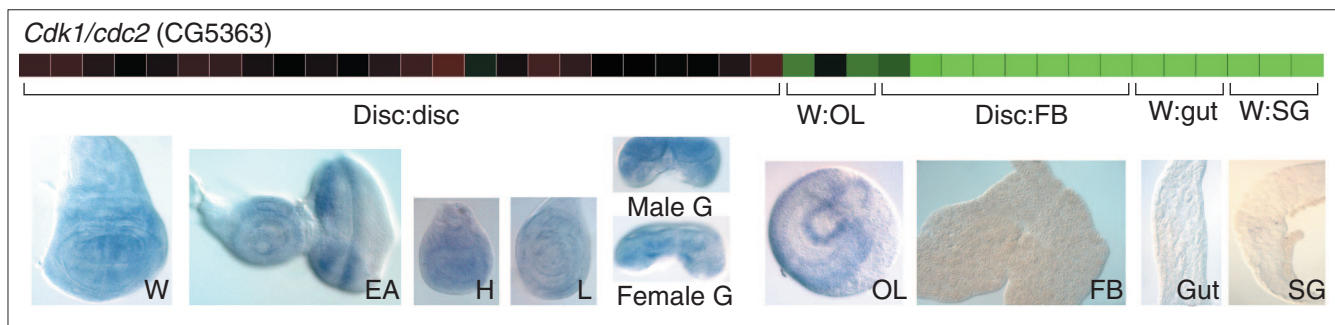 Cdk1/cdc2 (CG5363)
Disc:disc
W:OL
Disc:FB
W:gut
W:SG
W
EA
H
L
Male G
Female G
OL
FB
Gut
SG